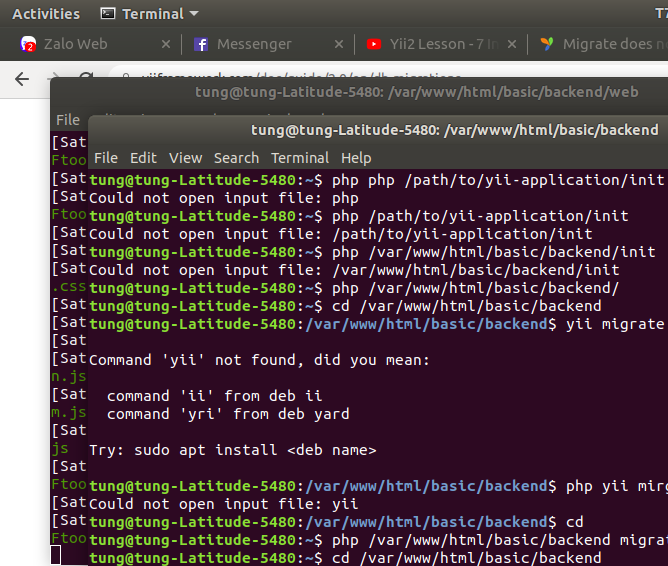 Activities
Terminal
Zalo Web
Messenger
Yii2 Lesson - 7 In
Migrate does n
tung@tung-Latitude-5480: /var/www/html/basic/backend/web
File
tung@tung-Latitude-5480: /var/www/html/basic/backend
File Edit View Search Terminal Help
[Sat
Ftoo
[Sat
[Sat
Ftoo
[Sat
[Sat
[Sat
.css
[Sat
[Sat
[Sat
[Sat
n.js
[Sat
m.js
[Sat
js
[Sat
Ftoo
[Sat
[Sat
Ftoo
tung@tung-Latitude-5480:~$ php php /path/to/yii-application/init
Could not open input file: php
tung@tung-Latitude-5480:~$ php /path/to/yii-application/init
Could not open input file: /path/to/yii-application/init
tung@tung-Latitude-5480:~$ php /var/www/html/basic/backend/init
Could not open input file: /var/www/html/basic/backend/init
tung@tung-Latitude-5480:~$ php /var/www/html/basic/backend/
tung@tung-Latitude-5480:~$ cd /var/www/html/basic/backend
tung@tung-Latitude-5480:/var/www/html/basic/backend$ yii migrate
Command 'yii' not found, did you mean:
command 'ii' from deb ii
command 'yri' from deb yard
Try: sudo apt install <deb name>
tung@tung-Latitude-5480:/var/www/html/basic/backend$ php yii mirg
Could not open input file: yii
tung@tung-Latitude-5480:/var/www/html/basic/backend$ cd
tung@tung-Latitude-5480:~$ php /var/www/html/basic/backend migrat
tung@tung-Latitude-5480:~$ cd /var/www/html/basic/backend